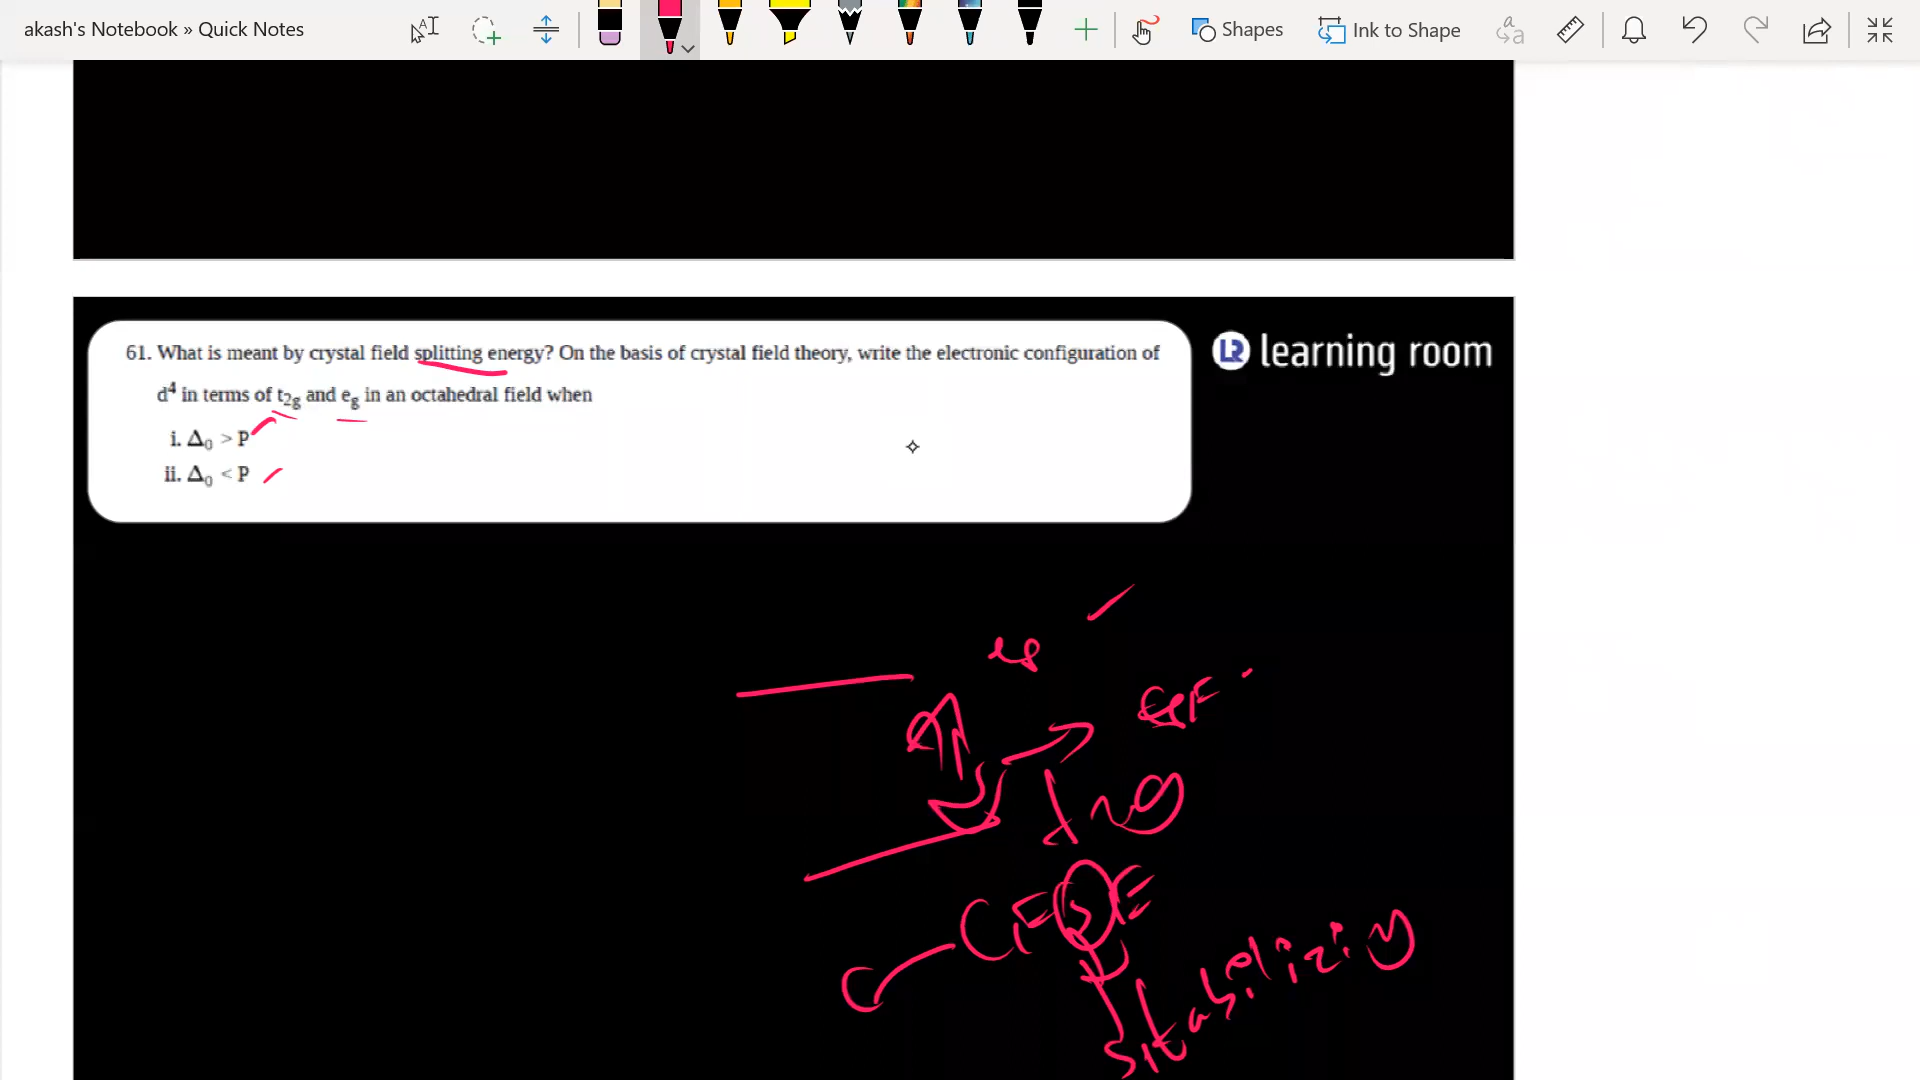 akash's Notebook » Quick Notes
Shapes
Ink to Shape
61. What is meant by crystal field splitting energy? On the basis of crystal field theory, write the electronic configuration of
d⁴ in terms of t₂g and eg in an octahedral field when
i. Δ₀ > P
ii. Δ₀ < P
LR learning room
eg
CFSE
Stabilizing